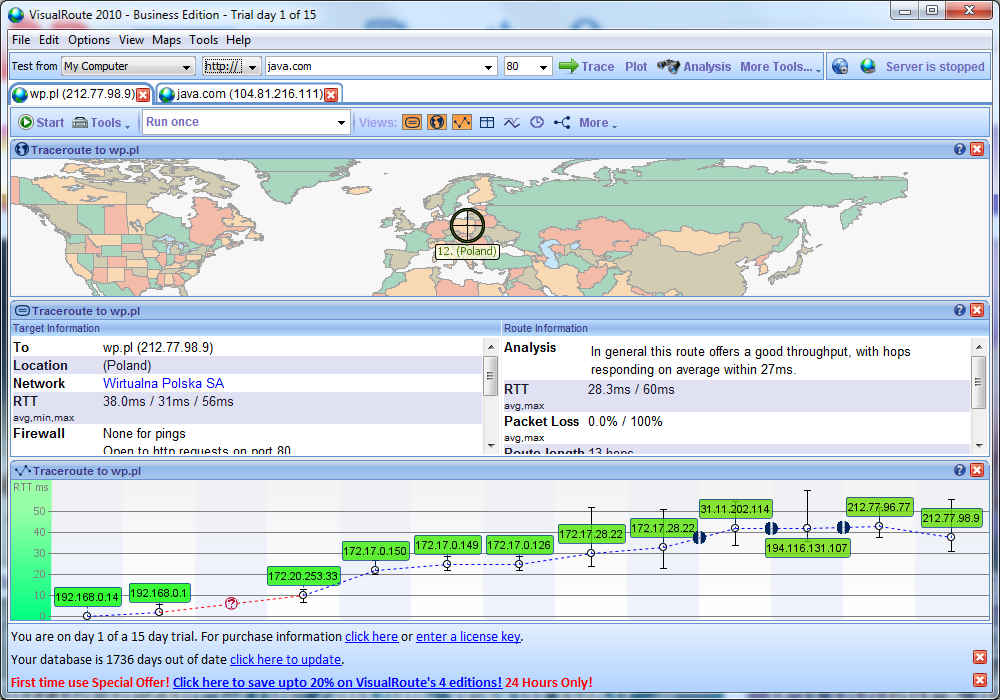 VisualRoute 2010 - Business Edition - Trial day 1 of 15
File Edit Options View Maps Tools Help
Test from My Computer http:// java.com 80 Trace Plot Analysis More Tools... Server is stopped
wp.pl (212.77.98.9) java.com (104.81.216.111)
Start Tools Run once Views: More
Traceroute to wp.pl
12. (Poland)
Traceroute to wp.pl
Target Information
To wp.pl (212.77.98.9)
Location (Poland)
Network Wirtualna Polska SA
RTT 38.0ms / 31ms / 56ms
avg,min,max
Firewall None for pings
Open to http requests on port 80
Route Information
Analysis In general this route offers a good throughput, with hops
responding on average within 27ms.
RTT 28.3ms / 60ms
avg,max
Packet Loss 0.0% / 100%
avg,max
Route length 13 hops
Traceroute to wp.pl
RTT ms
50
40
30
20
10
0
192.168.0.14
192.168.0.1
?
172.20.253.33
172.17.0.150
172.17.0.149
172.17.0.126
172.17.28.22
172.17.28.22
31.11.202.114
194.116.131.107
212.77.96.77
212.77.98.9
You are on day 1 of a 15 day trial. For purchase information click here or enter a license key.
Your database is 1736 days out of date click here to update.
First time use Special Offer! Click here to save upto 20% on VisualRoute's 4 editions! 24 Hours Only!